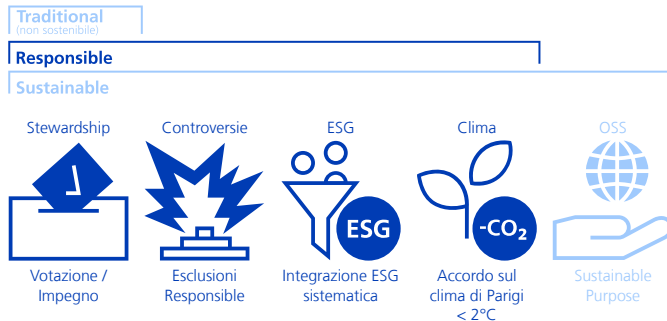 Traditional
(non sostenibile)
Responsible
Sustainable
Stewardship
Controversie
ESG
Clima
OSS
ESG
-CO₂
Votazione /
Impegno
Esclusioni
Responsible
Integrazione ESG
sistematica
Accordo sul
clima di Parigi
< 2°C
Sustainable
Purpose